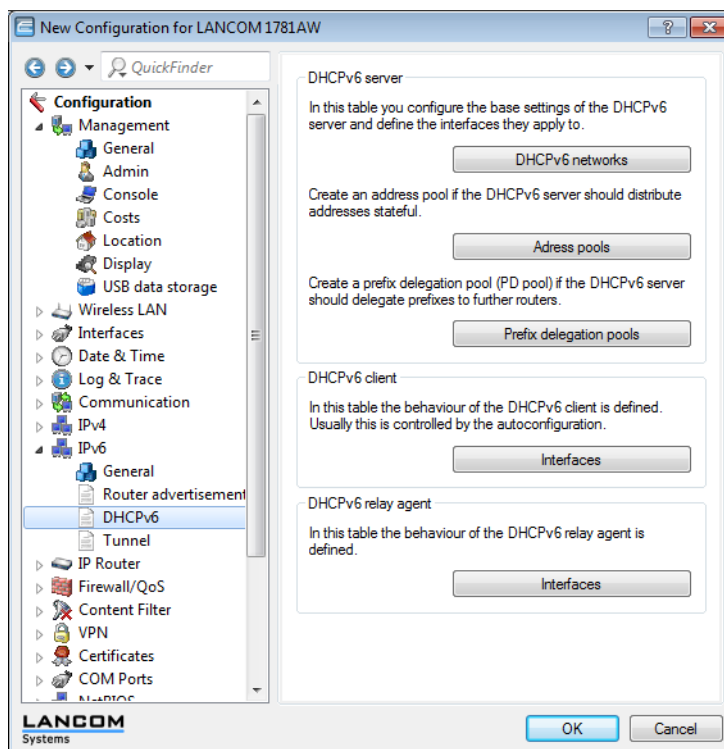 New Configuration for LANCOM 1781AW
QuickFinder
Configuration
Management
General
Admin
Console
Costs
Location
Display
USB data storage
Wireless LAN
Interfaces
Date & Time
Log & Trace
Communication
IPv4
IPv6
General
Router advertisement
DHCPv6
Tunnel
IP Router
Firewall/QoS
Content Filter
VPN
Certificates
COM Ports
NetBIOS
DHCPv6 server
In this table you configure the base settings of the DHCPv6
server and define the interfaces they apply to.
DHCPv6 networks
Create an address pool if the DHCPv6 server should distribute
addresses stateful.
Adress pools
Create a prefix delegation pool (PD pool) if the DHCPv6 server
should delegate prefixes to further routers.
Prefix delegation pools
DHCPv6 client
In this table the behaviour of the DHCPv6 client is defined.
Usually this is controlled by the autoconfiguration.
Interfaces
DHCPv6 relay agent
In this table the behaviour of the DHCPv6 relay agent is
defined.
Interfaces
LANCOM
Systems
OK
Cancel